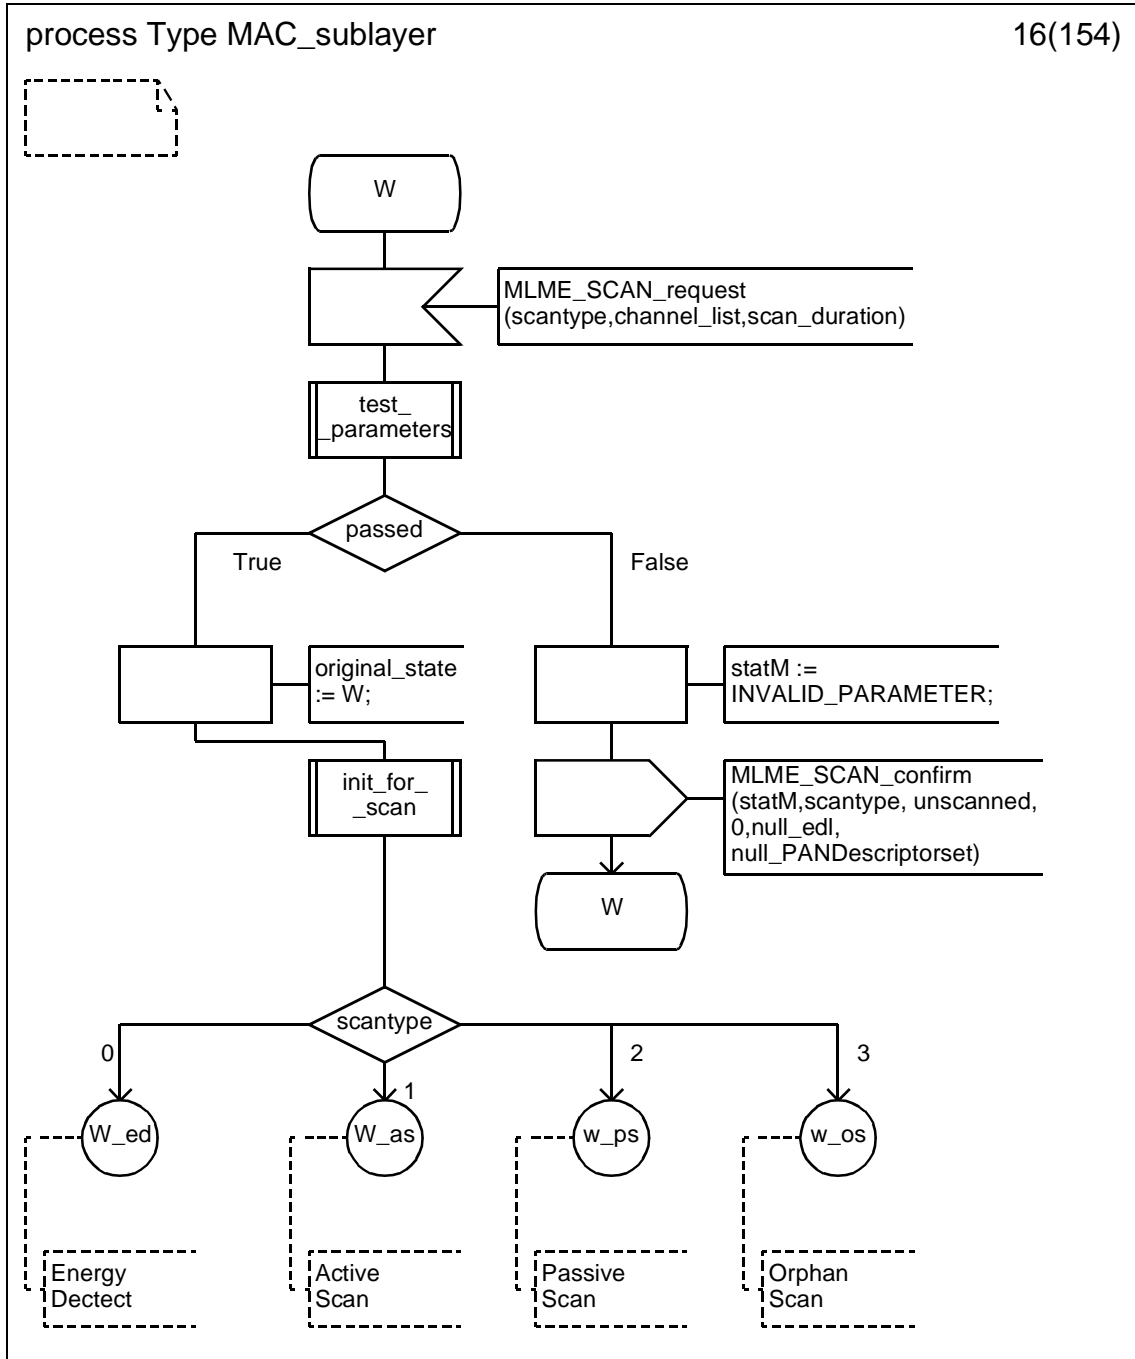 process Type MAC_sublayer
16(154)
W
MLME_SCAN_request
(scantype,channel_list,scan_duration)
test_
_parameters
passed
True
False
original_state
:= W;
statM :=
INVALID_PARAMETER;
init_for_
_scan
MLME_SCAN_confirm
(statM,scantype, unscanned,
0,null_edl,
null_PANDescriptorset)
W
scantype
0
1
2
3
W_ed
W_as
w_ps
w_os
Energy
Dectect
Active
Scan
Passive
Scan
Orphan
Scan